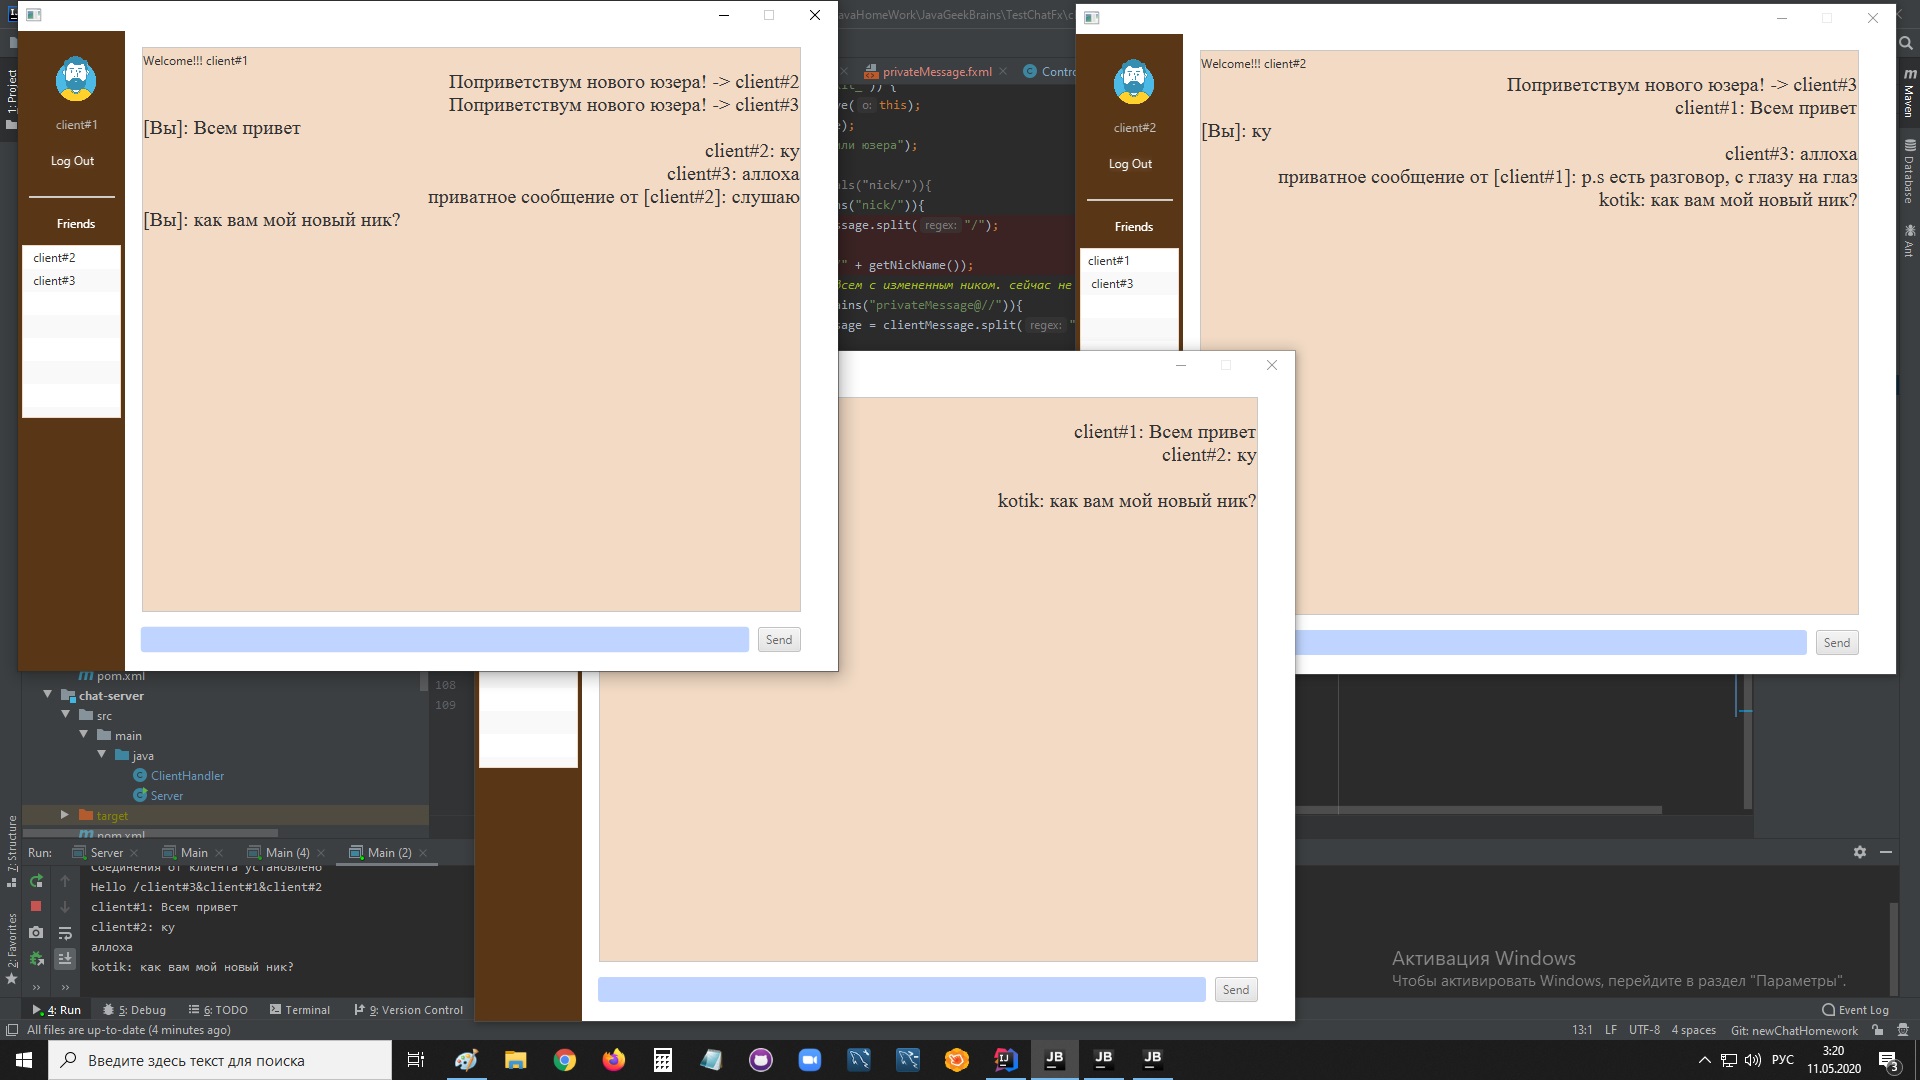 client#1
Log Out
Friends
client#2
client#3
Welcome!!! client#1
Поприветствум нового юзера! -> client#2
Поприветствум нового юзера! -> client#3
[Вы]: Всем привет
client#2: ку
client#3: аллоха
приватное сообщение от [client#2]: слушаю
[Вы]: как вам мой новый ник?
Send
avaHomeWork\JavaGeekBrains\TestChatFx\c
privateMessage.fxml
Contro
ve( o: this);
);
ли юзера");
ls("nick/")){
ns("nick/")){
sage.split( regex: "/");
" + getNickName());
всем с измененным ником. сейчас не
ins("privateMessage@//")){
age = clientMessage.split( regex: "
client#2
Log Out
Friends
client#1
client#3
Welcome!!! client#2
Поприветствум нового юзера! -> client#3
client#1: Всем привет
[Вы]: ку
client#3: аллоха
приватное сообщение от [client#1]: p.s есть разговор, с глазу на глаз
kotik: как вам мой новый ник?
Send
client#1: Всем привет
client#2: ку
kotik: как вам мой новый ник?
Send
1: Project
Maven
Database
Ant
pom.xml
chat-server
src
main
java
ClientHandler
Server
target
pom.xml
108
109
7: Structure
2: Favorites
Run:
Server
Main
Main (4)
Main (2)
Соединения от клиента установлено
Hello /client#3&client#1&client#2
client#1: Всем привет
client#2: ку
аллоха
kotik: как вам мой новый ник?
Активация Windows
Чтобы активировать Windows, перейдите в раздел "Параметры".
4: Run
5: Debug
6: TODO
Terminal
9: Version Control
Event Log
All files are up-to-date (4 minutes ago)
13:1
LF
UTF-8
4 spaces
Git: newChatHomework
Введите здесь текст для поиска
JB
JB
JB
РУС
3:20
11.05.2020
3